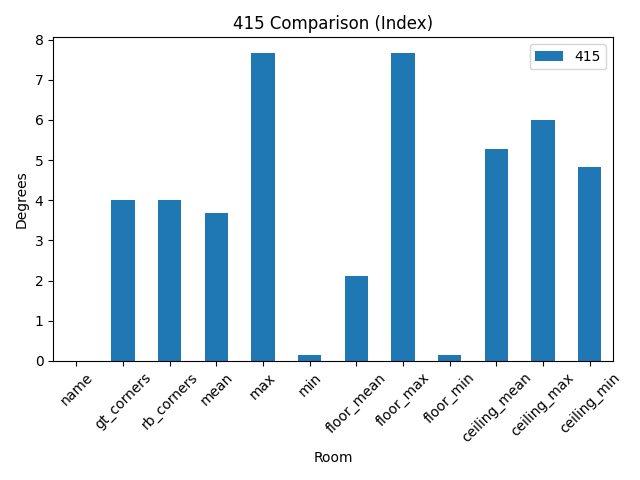 415 Comparison (Index)
415
Degrees
8
7
6
5
4
3
2
1
0
name
gt_corners
rb_corners
mean
max
min
floor_mean
floor_max
floor_min
ceiling_mean
ceiling_max
ceiling_min
Room